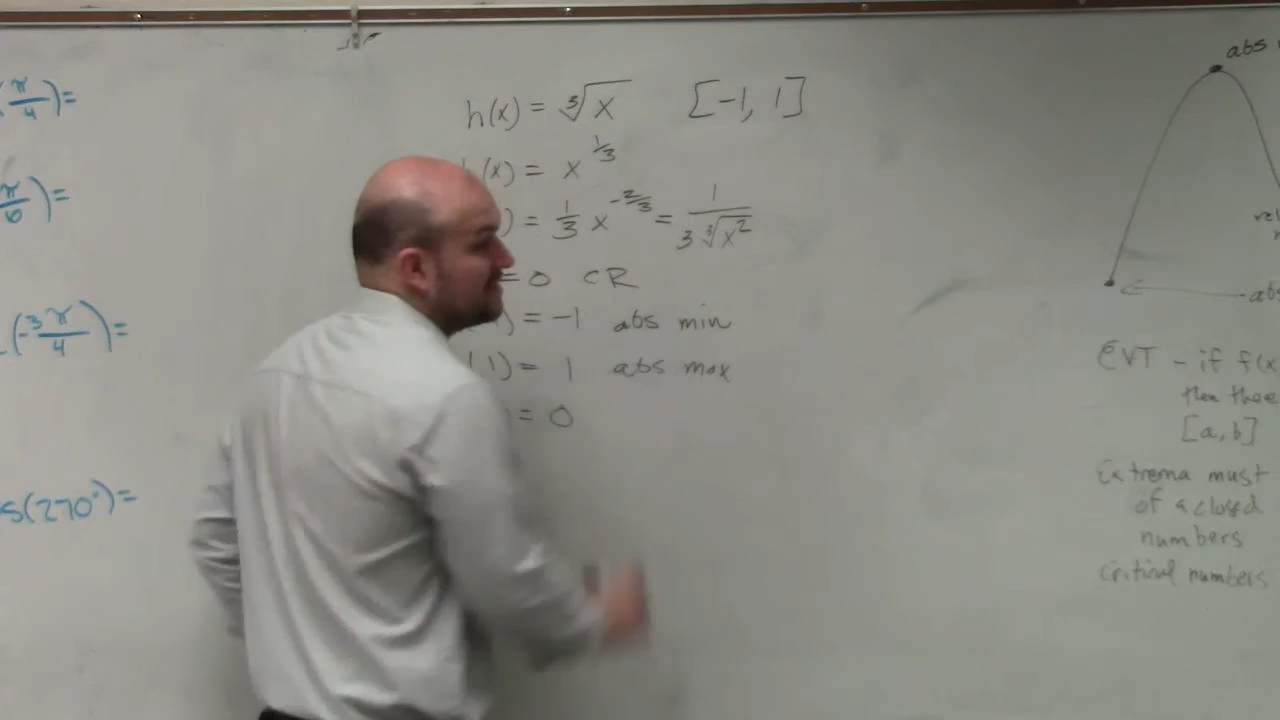 (π/4)=
π/6)=
(-3π/4)=
s(270°)=
h(x) = ∛x [-1, 1]
(x) = x^(1/3)
) = 1/3 x^(-2/3) = 1/(3∛x²)
=0 CR
) = -1 abs min
(1) = 1 abs max
) = 0
abs
rel
abs
EVT - if f(x
then there
[a,b]
Extrema must
of a closed
numbers
Critical numbers